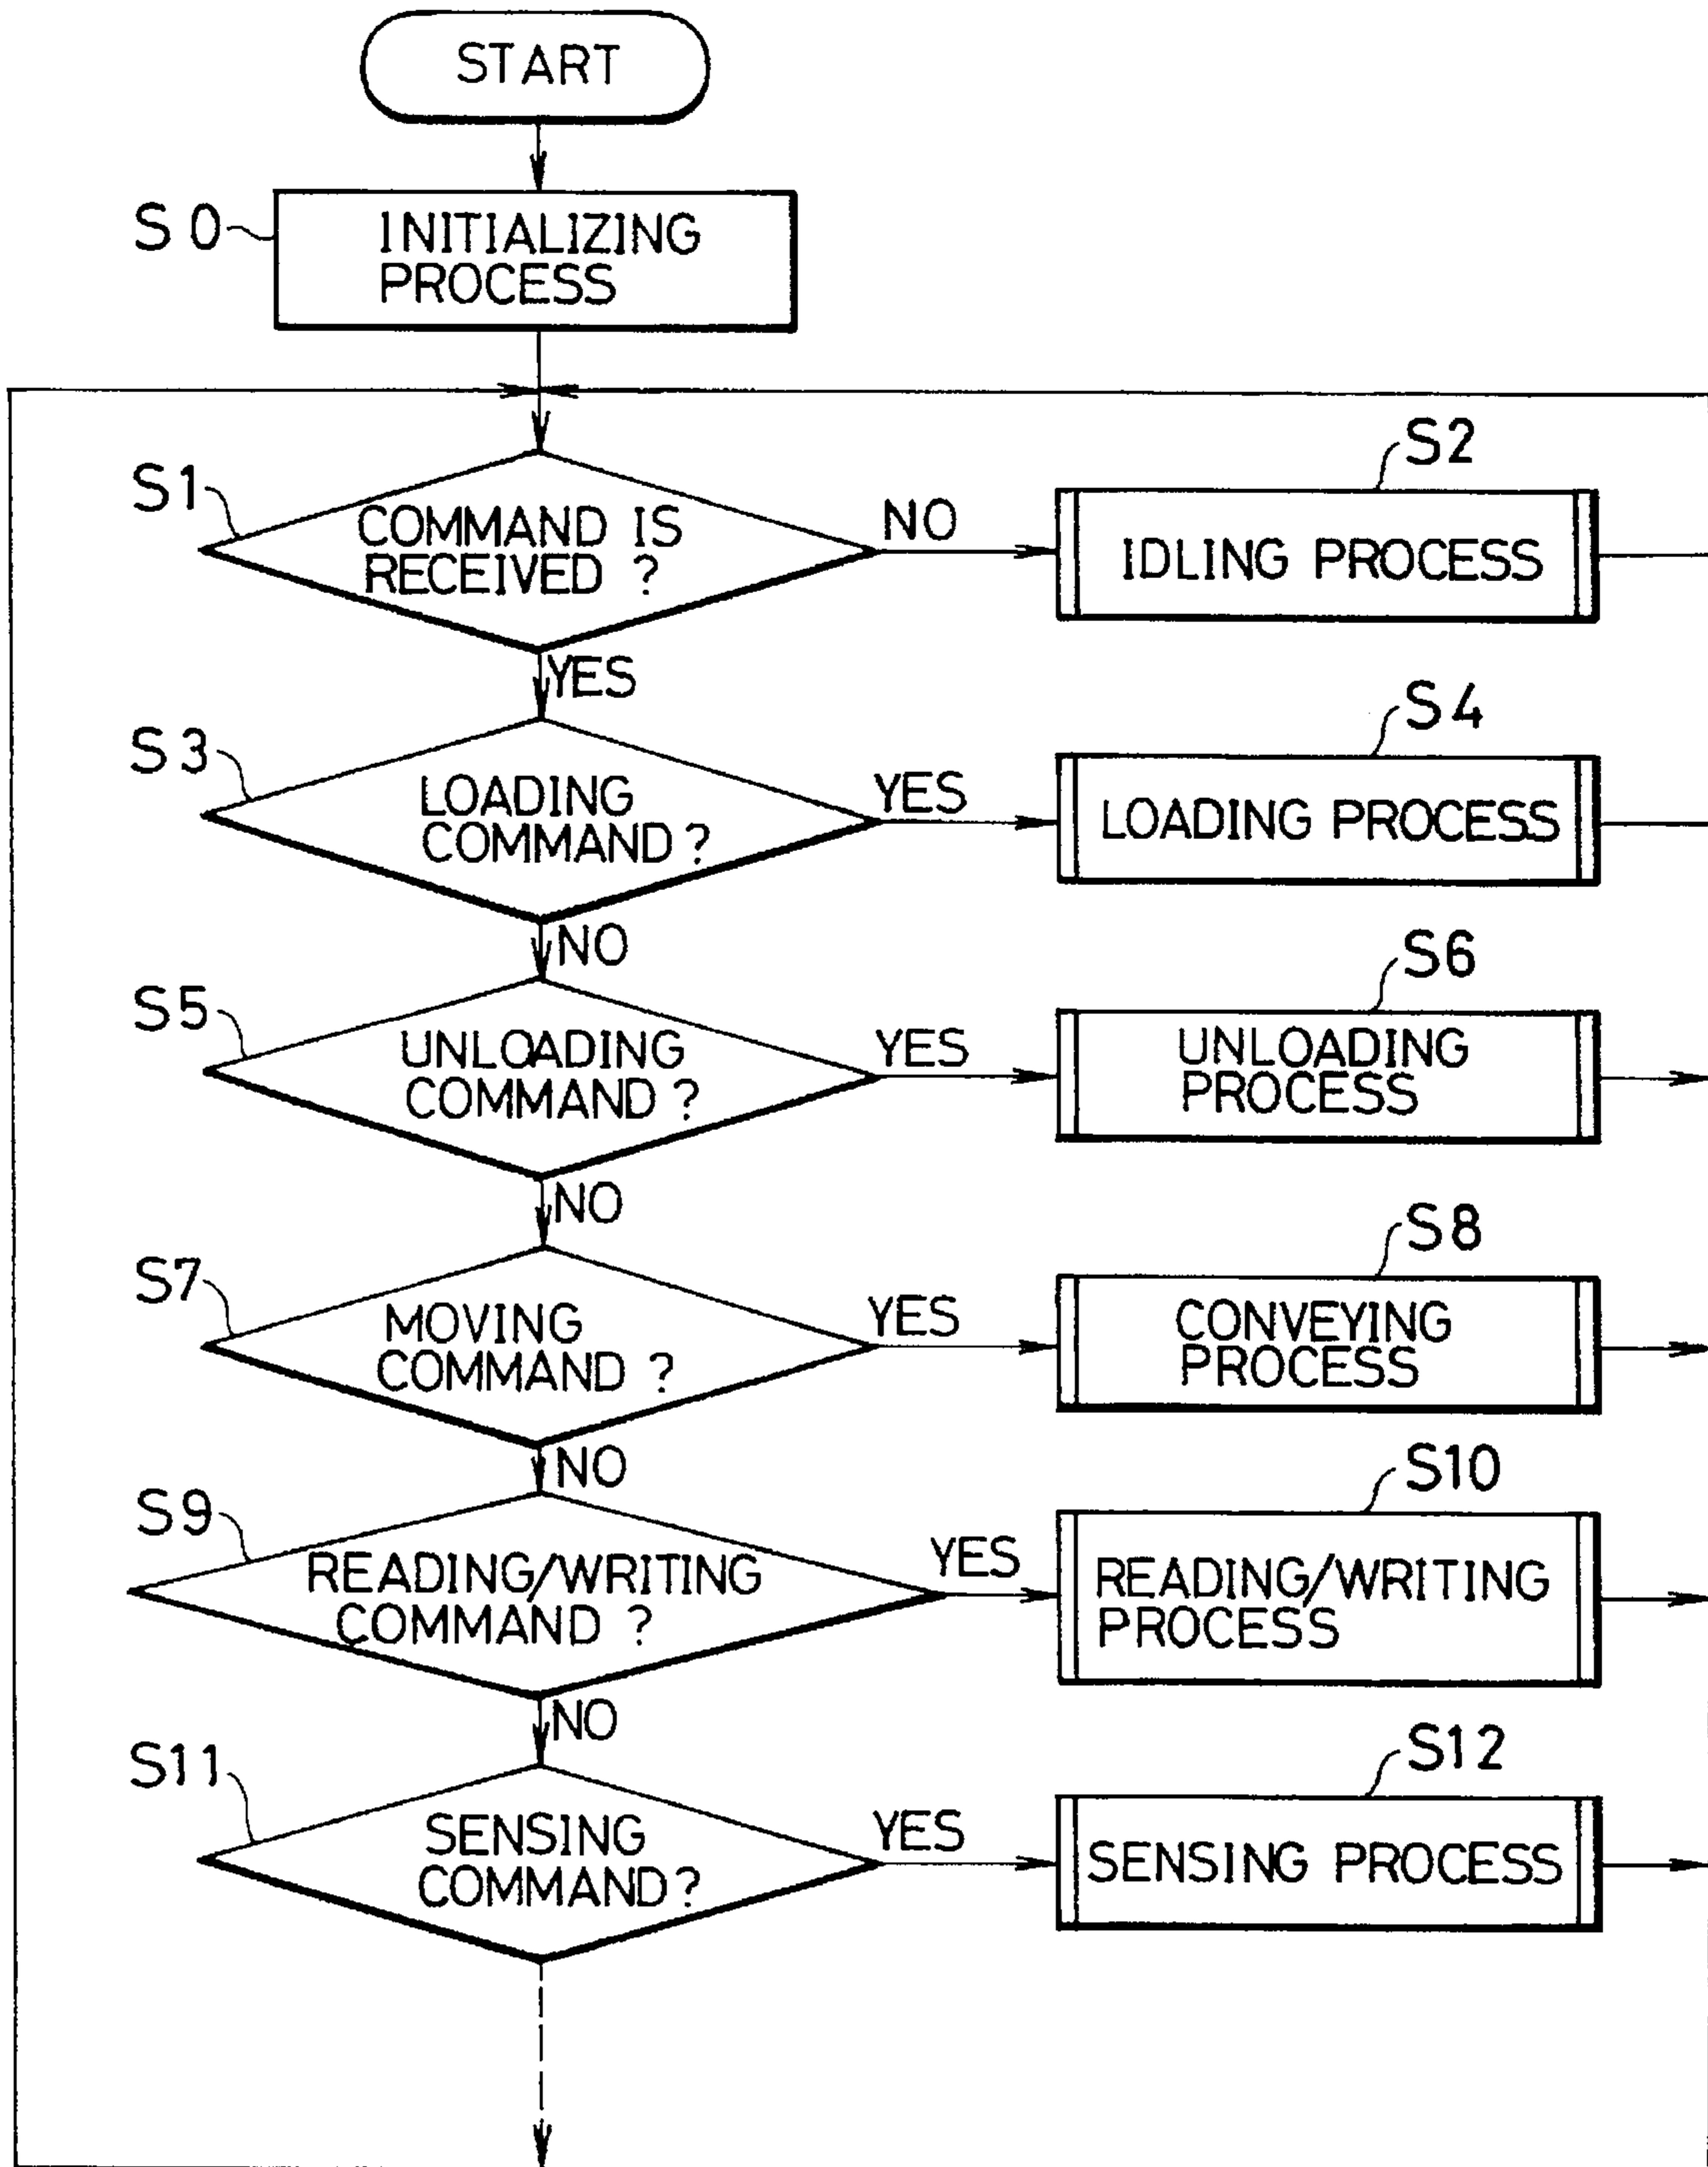 START
S0
INITIALIZING
PROCESS
S1
COMMAND IS
RECEIVED ?
NO
S2
IDLING PROCESS
YES
S3
LOADING
COMMAND ?
YES
S4
LOADING PROCESS
NO
S5
UNLOADING
COMMAND ?
YES
S6
UNLOADING
PROCESS
NO
S7
MOVING
COMMAND ?
YES
S8
CONVEYING
PROCESS
NO
S9
READING/WRITING
COMMAND ?
YES
S10
READING/WRITING
PROCESS
NO
S11
SENSING
COMMAND?
YES
S12
SENSING PROCESS